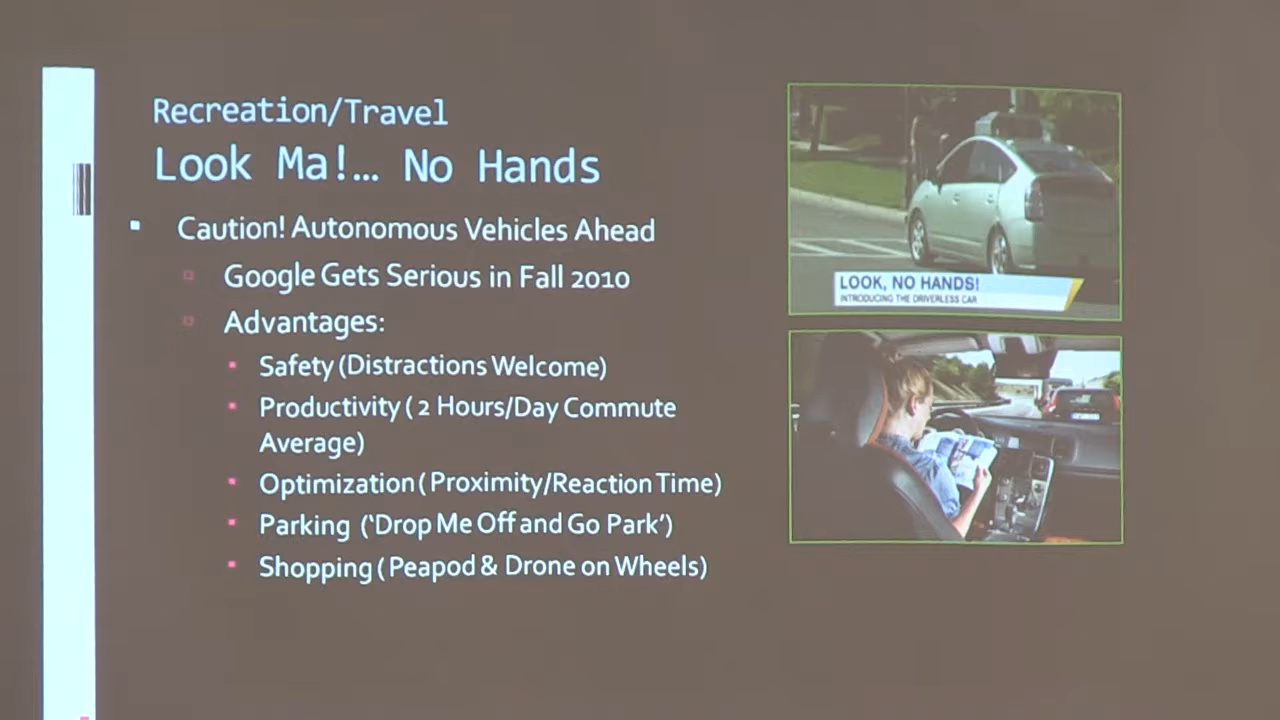 Recreation/Travel
Look Ma!… No Hands
Caution! Autonomous Vehicles Ahead
Google Gets Serious in Fall 2010
Advantages:
Safety (Distractions Welcome)
Productivity ( 2 Hours/Day Commute
Average)
Optimization ( Proximity/Reaction Time)
Parking (‘Drop Me Off and Go Park’)
Shopping ( Peapod & Drone on Wheels)
LOOK, NO HANDS!
INTRODUCING THE DRIVERLESS CAR